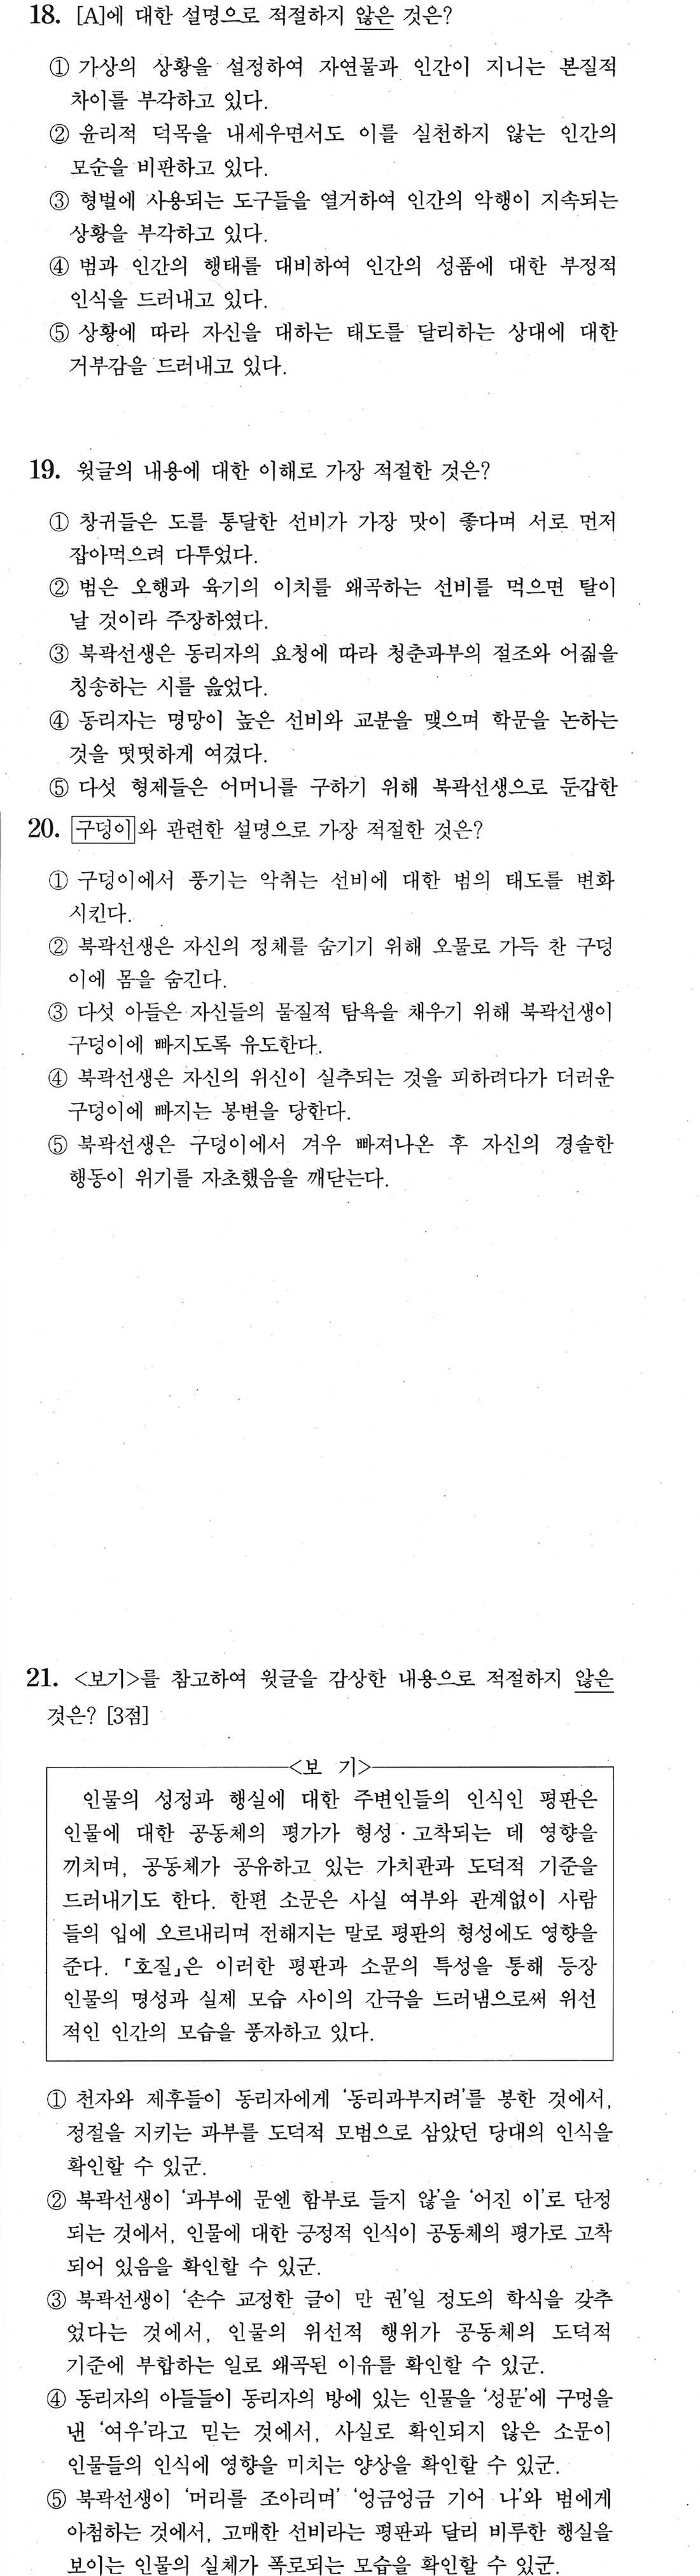 18. [A]에 대한 설명으로 적절하지 않은 것은?
① 가상의 상황을 설정하여 자연물과 인간이 지니는 본질적
차이를 부각하고 있다.
② 윤리적 덕목을 내세우면서도 이를 실천하지 않는 인간의
모순을 비판하고 있다.
③ 형벌에 사용되는 도구들을 열거하여 인간의 악행이 지속되는
상황을 부각하고 있다.
④ 범과 인간의 행태를 대비하여 인간의 성품에 대한 부정적
인식을 드러내고 있다.
⑤ 상황에 따라 자신을 대하는 태도를 달리하는 상대에 대한
거부감을 드러내고 있다.
19. 윗글의 내용에 대한 이해로 가장 적절한 것은?
① 창귀들은 도를 통달한 선비가 가장 맛이 좋다며 서로 먼저
잡아먹으려 다투었다.
② 범은 오행과 육기의 이치를 왜곡하는 선비를 먹으면 탈이
날 것이라 주장하였다.
③ 북곽선생은 동리자의 요청에 따라 청춘과부의 절조와 어짊을
칭송하는 시를 읊었다.
④ 동리자는 명망이 높은 선비와 교분을 맺으며 학문을 논하는
것을 떳떳하게 여겼다.
⑤ 다섯 형제들은 어머니를 구하기 위해 북곽선생으로 둔갑한
20. 구덩이와 관련한 설명으로 가장 적절한 것은?
① 구덩이에서 풍기는 악취는 선비에 대한 범의 태도를 변화
시킨다.
② 북곽선생은 자신의 정체를 숨기기 위해 오물로 가득 찬 구덩
이에 몸을 숨긴다.
③ 다섯 아들은 자신들의 물질적 탐욕을 채우기 위해 북곽선생이
구덩이에 빠지도록 유도한다.
④ 북곽선생은 자신의 위신이 실추되는 것을 피하려다가 더러운
구덩이에 빠지는 봉변을 당한다.
⑤ 북곽선생은 구덩이에서 겨우 빠져나온 후 자신의 경솔한
행동이 위기를 자초했음을 깨닫는다.
21. <보기>를 참고하여 윗글을 감상한 내용으로 적절하지 않은
것은? [3점]
<보 기>
인물의 성정과 행실에 대한 주변인들의 인식인 평판은
인물에 대한 공동체의 평가가 형성·고착되는 데 영향을
끼치며, 공동체가 공유하고 있는 가치관과 도덕적 기준을
드러내기도 한다. 한편 소문은 사실 여부와 관계없이 사람
들의 입에 오르내리며 전해지는 말로 평판의 형성에도 영향을
준다. 「호질」은 이러한 평판과 소문의 특성을 통해 등장
인물의 명성과 실제 모습 사이의 간극을 드러냄으로써 위선
적인 인간의 모습을 풍자하고 있다.
① 천자와 제후들이 동리자에게 '동리과부지려'를 봉한 것에서,
정절을 지키는 과부를 도덕적 모범으로 삼았던 당대의 인식을
확인할 수 있군.
② 북곽선생이 '과부에 문엔 함부로 들지 않'을 '어진 이'로 단정
되는 것에서, 인물에 대한 긍정적 인식이 공동체의 평가로 고착
되어 있음을 확인할 수 있군.
③ 북곽선생이 '손수 교정한 글이 만 권'일 정도의 학식을 갖추
었다는 것에서, 인물의 위선적 행위가 공동체의 도덕적
기준에 부합하는 일로 왜곡된 이유를 확인할 수 있군.
④ 동리자의 아들들이 동리자의 방에 있는 인물을 '성문'에 구멍을
낸 '여우'라고 믿는 것에서, 사실로 확인되지 않은 소문이
인물들의 인식에 영향을 미치는 양상을 확인할 수 있군.
⑤ 북곽선생이 '머리를 조아리며' '엉금엉금 기어 나'와 범에게
아첨하는 것에서, 고매한 선비라는 평판과 달리 비루한 행실을
보이는 인물의 실체가 폭로되는 모습을 확인할 수 있군.